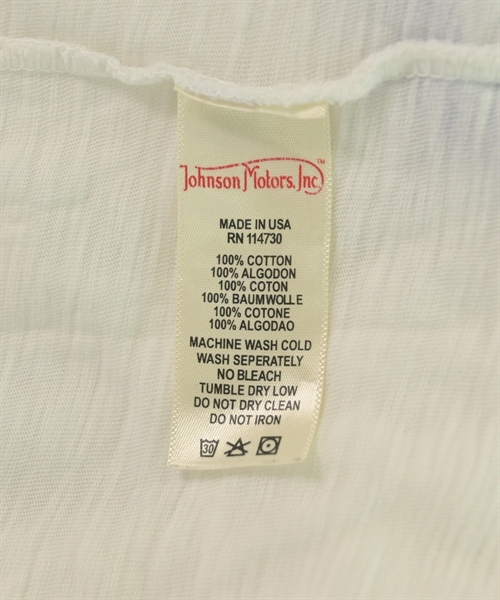 Johnson Motors, Inc.™
MADE IN USA
RN 114730
100% COTTON
100% ALGODON
100% COTON
100% BAUMWOLLE
100% COTONE
100% ALGODAO
MACHINE WASH COLD
WASH SEPERATELY
NO BLEACH
TUMBLE DRY LOW
DO NOT DRY CLEAN
DO NOT IRON
30